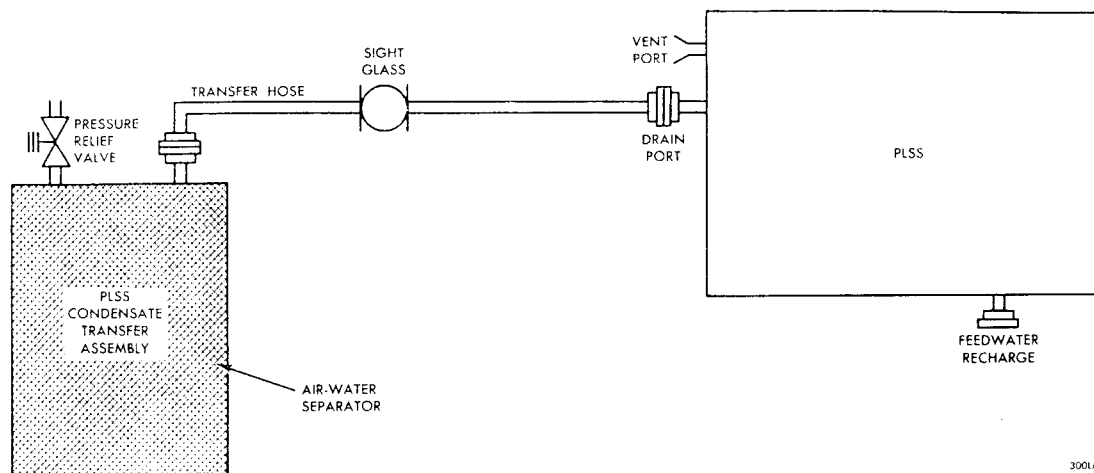 SIGHT
GLASS
VENT
PORT
TRANSFER HOSE
PRESSURE
RELIEF
VALVE
DRAIN
PORT
PLSS
PLSS
CONDENSATE
TRANSFER
ASSEMBLY
FEEDWATER
RECHARGE
AIR-WATER
SEPARATOR